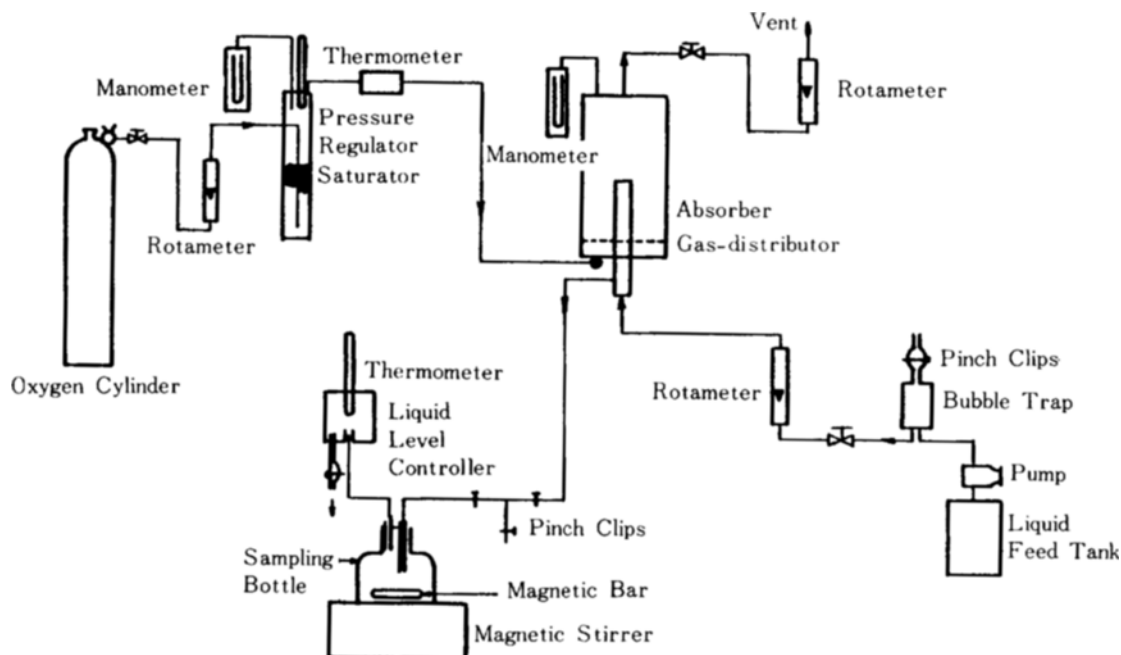 Vent
Thermometer
Manometer
Rotameter
Pressure
Regulator
Saturator
Manometer
Absorber
Gas-distributor
Rotameter
Oxygen Cylinder
Thermometer
Liquid
Level
Controller
Rotameter
Pinch Clips
Bubble Trap
Pump
Liquid
Feed Tank
Pinch Clips
Sampling
Bottle
Magnetic Bar
Magnetic Stirrer